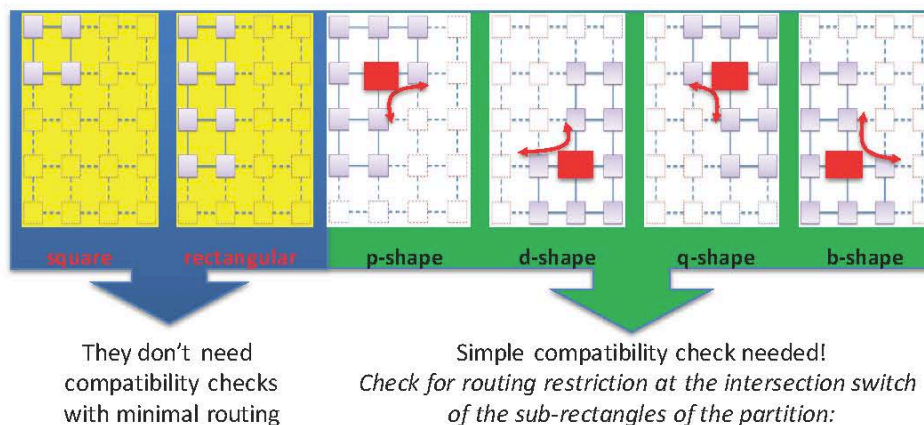 square rectangular p-shape d-shape q-shape b-shape
They don't need
compatibility checks
with minimal routing
Simple compatibility check needed!
Check for routing restriction at the intersection switch
of the sub-rectangles of the partition: